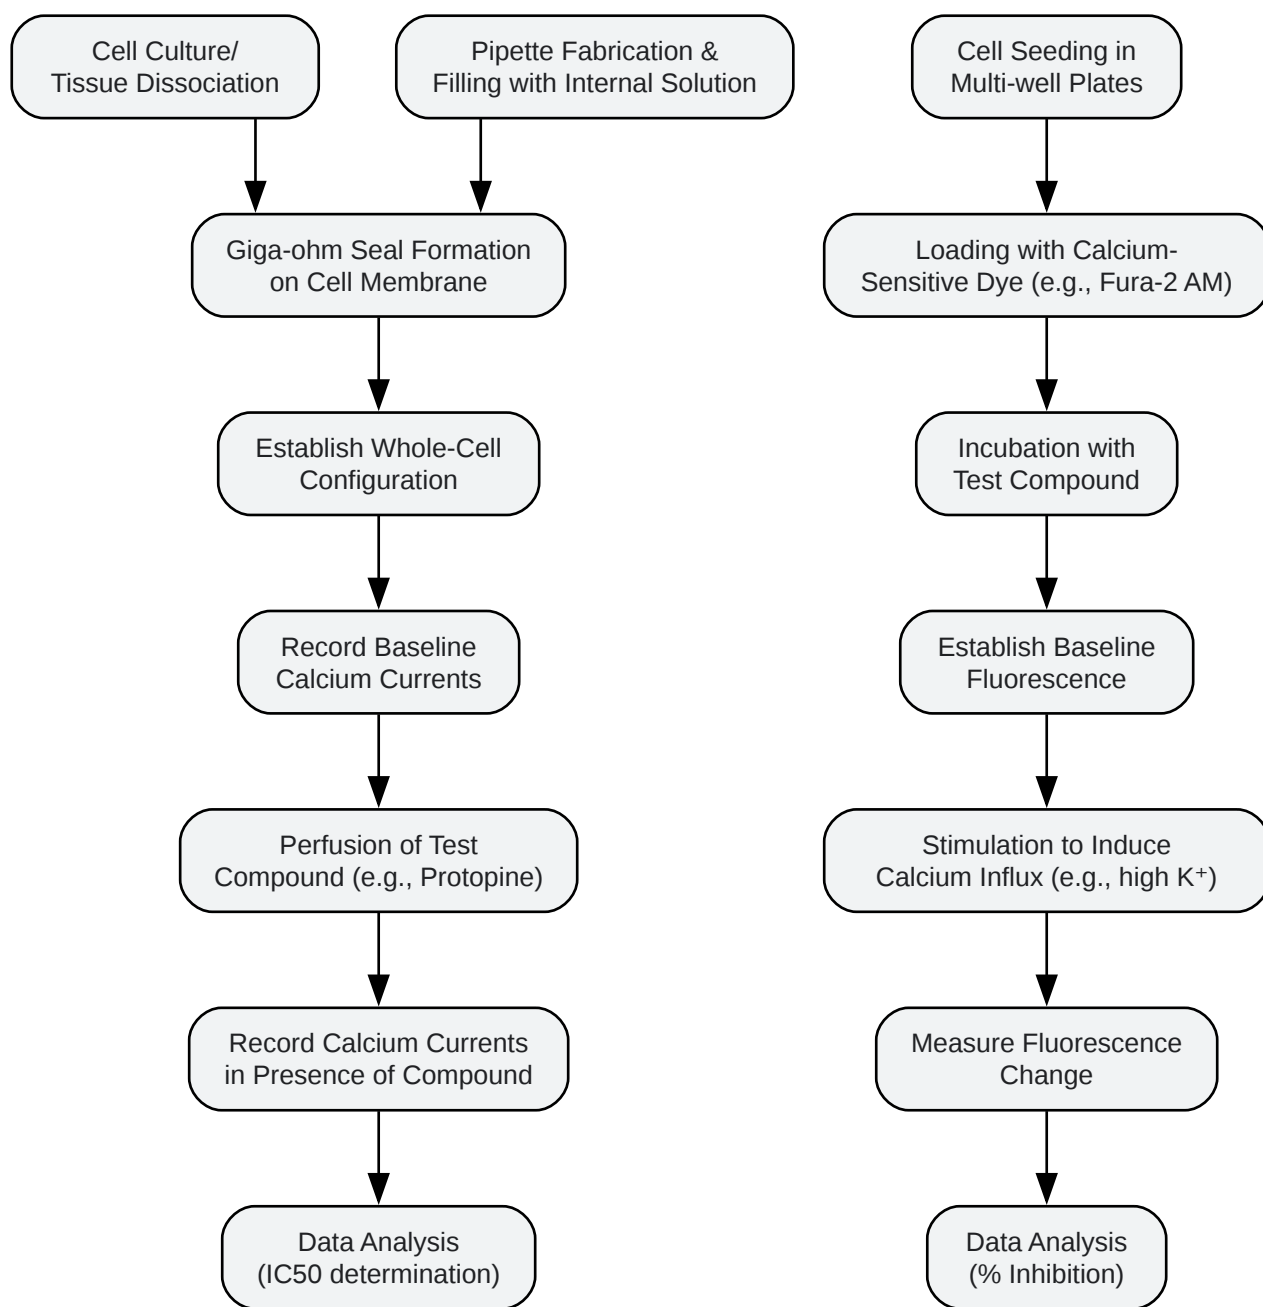 Cell Culture/
Tissue Dissociation
Pipette Fabrication &
Filling with Internal Solution
Giga-ohm Seal Formation
on Cell Membrane
Establish Whole-Cell
Configuration
Record Baseline
Calcium Currents
Perfusion of Test
Compound (e.g., Protopine)
Record Calcium Currents
in Presence of Compound
Data Analysis
(IC50 determination)
Cell Seeding in
Multi-well Plates
Loading with Calcium-
Sensitive Dye (e.g., Fura-2 AM)
Incubation with
Test Compound
Establish Baseline
Fluorescence
Stimulation to Induce
Calcium Influx (e.g., high K⁺)
Measure Fluorescence
Change
Data Analysis
(% Inhibition)